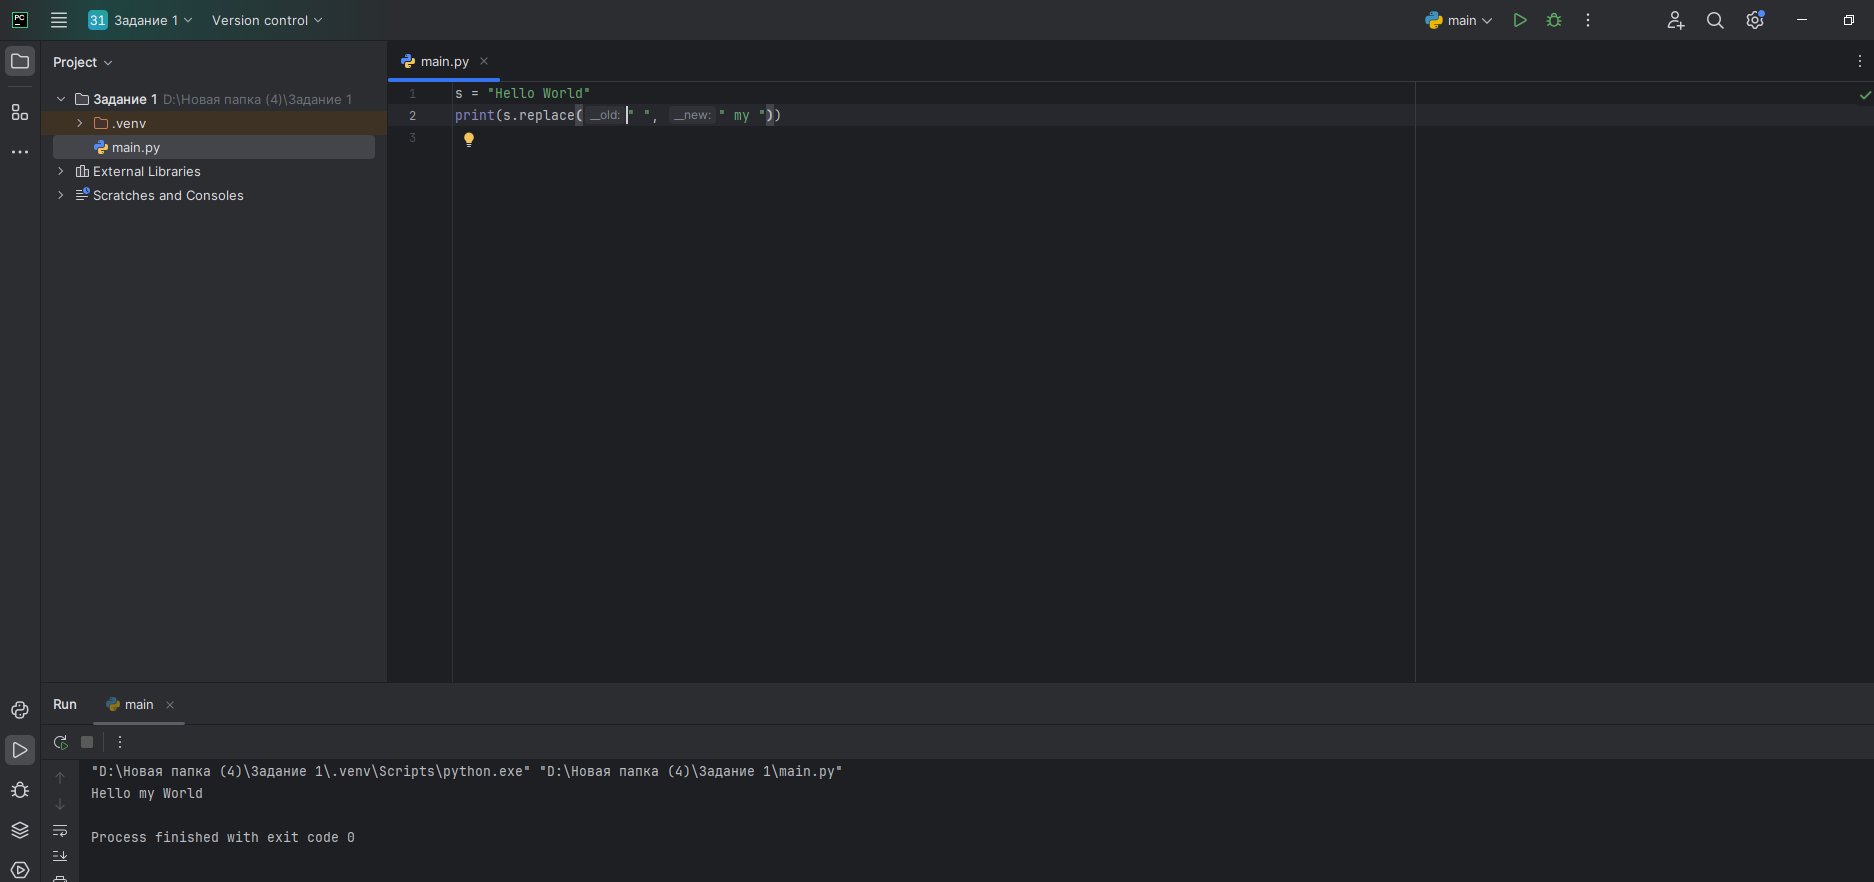 PC 31 Задание 1 Version control main
Project
main.py
Задание 1 D:\Новая папка (4)\Задание 1
.venv
main.py
External Libraries
Scratches and Consoles
1 s = "Hello World"
2 print(s.replace( __old: " ", __new: " my "))
3
Run main
"D:\Новая папка (4)\Задание 1\.venv\Scripts\python.exe" "D:\Новая папка (4)\Задание 1\main.py"
Hello my World
Process finished with exit code 0